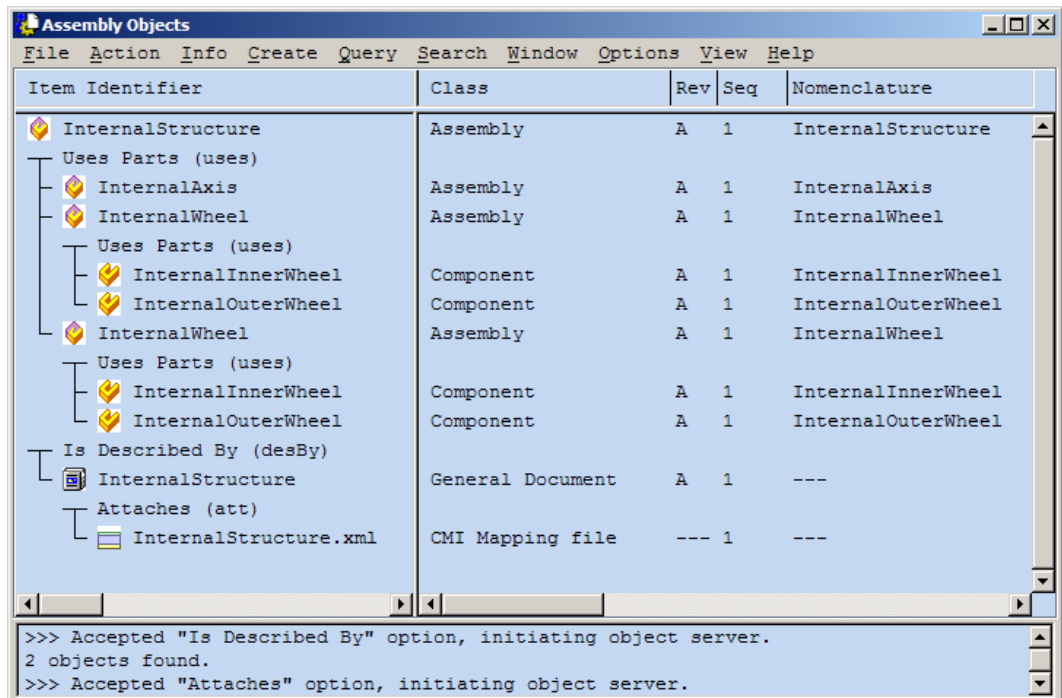 Assembly Objects
File Action Info Create Query Search Window Options View Help
Item Identifier Class Rev Seq Nomenclature
InternalStructure Assembly A 1 InternalStructure
Uses Parts (uses)
InternalAxis Assembly A 1 InternalAxis
InternalWheel Assembly A 1 InternalWheel
Uses Parts (uses)
InternalInnerWheel Component A 1 InternalInnerWheel
InternalOuterWheel Component A 1 InternalOuterWheel
InternalWheel Assembly A 1 InternalWheel
Uses Parts (uses)
InternalInnerWheel Component A 1 InternalInnerWheel
InternalOuterWheel Component A 1 InternalOuterWheel
Is Described By (desBy)
InternalStructure General Document A 1 ---
Attaches (att)
InternalStructure.xml CMI Mapping file --- 1 ---
>>> Accepted "Is Described By" option, initiating object server.
2 objects found.
>>> Accepted "Attaches" option, initiating object server.